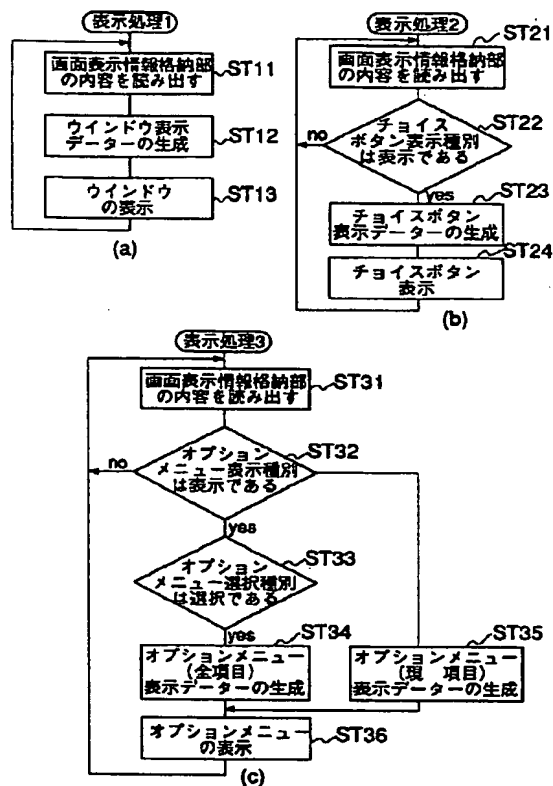 表示処理1
画面表示情報格納部
の内容を読み出す
ST11
ウインドウ表示
データーの生成
ST12
ウインドウ
の表示
ST13
(a)
表示処理2
画面表示情報格納部
の内容を読み出す
ST21
チョイス
ボタン表示種別
は表示である
ST22
no
yes
ST23
チョイスボタン
表示データーの生成
ST24
チョイスボタン
表示
(b)
表示処理3
画面表示情報格納部
の内容を読み出す
ST31
オプション
メニュー表示種別
は表示である
ST32
no
yes
ST33
オプション
メニュー選択種別
は選択である
yes
ST34
オプションメニュー
(全項目)
表示データーの生成
ST35
オプションメニュー
(現 項目)
表示データーの生成
オプションメニュー
の表示
ST36
(c)